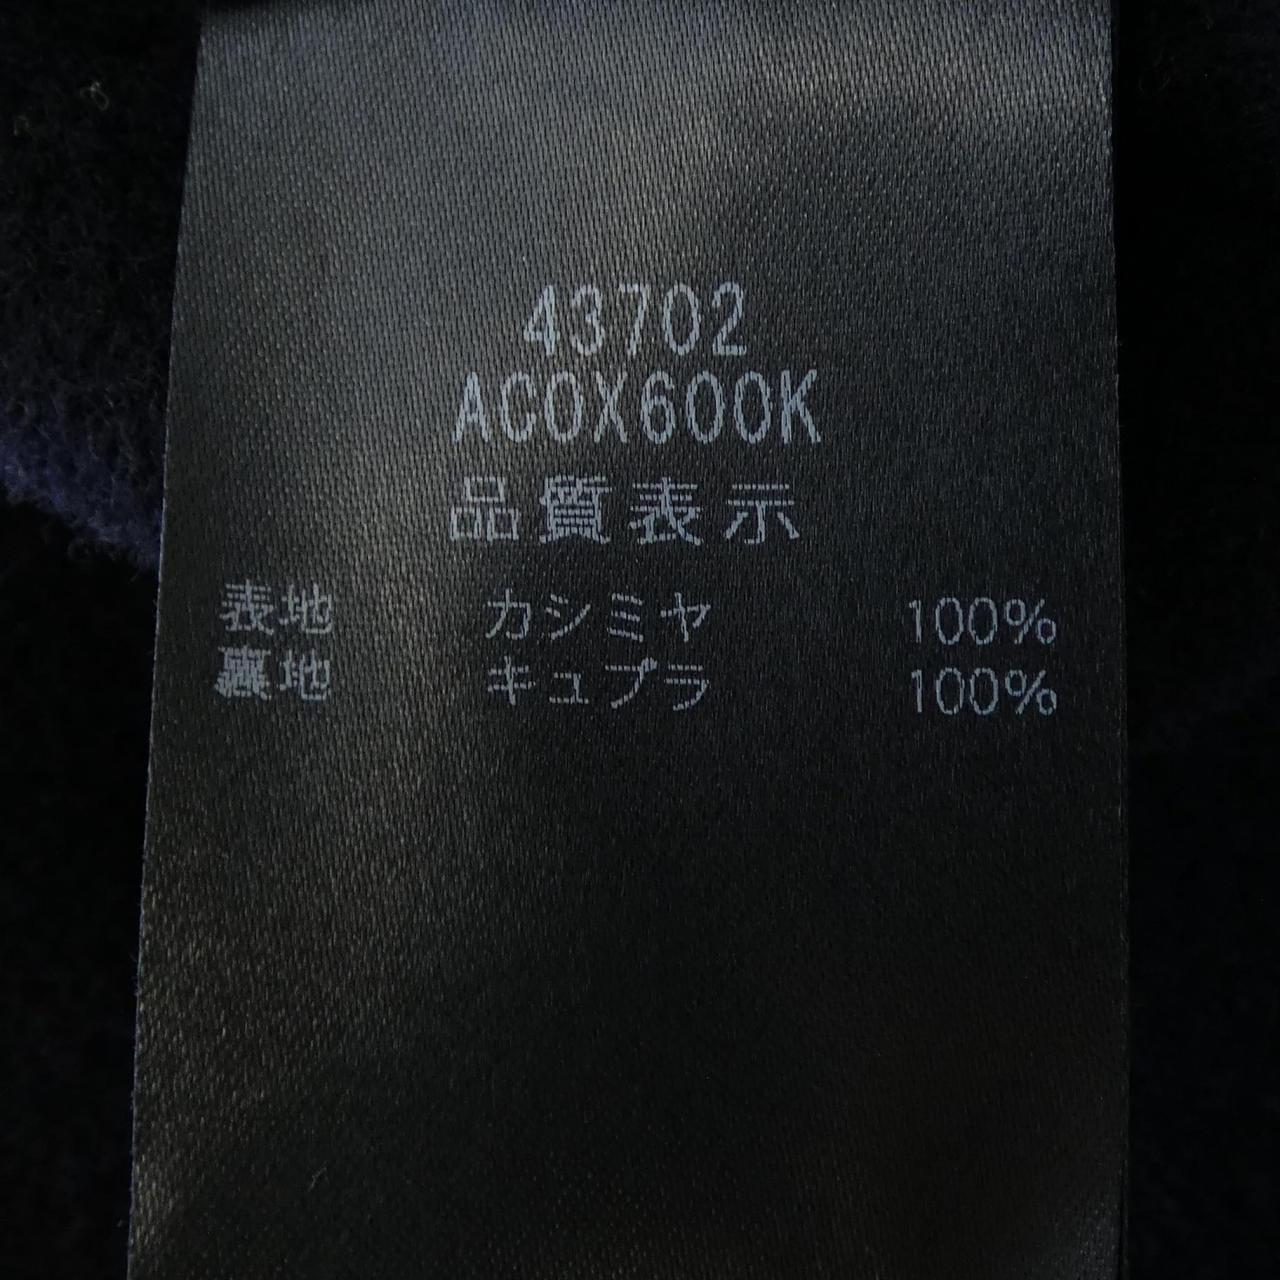 43702
ACOX600K
品質表示
表地 カシミヤ 100%
裏地 キュプラ 100%